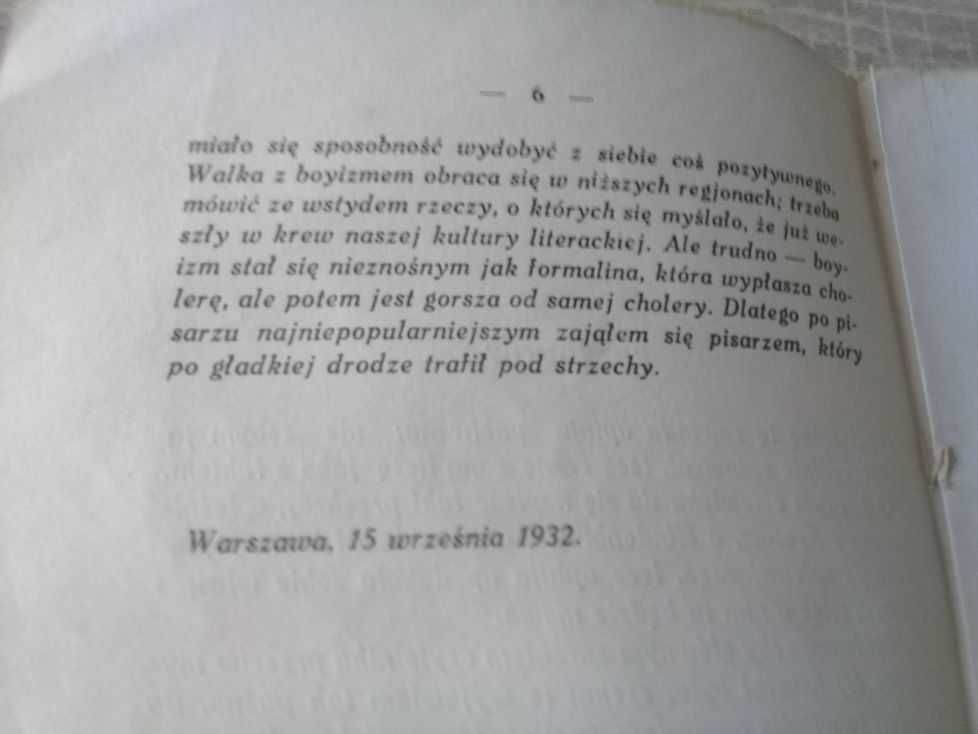 — 6 —
miało się sposobność wydobyć z siebie coś pozytywnego.
Walka z boyizmem obraca się w niższych regjonach; trzeba
mówić ze wstydem rzeczy, o których się myślało, że już we-
szły w krew naszej kultury literackiej. Ale trudno — boy-
izm stał się nieznośnym jak formalina, która wypłasza cho-
lerę, ale potem jest gorsza od samej cholery. Dlatego po pi-
sarzu najniepopularniejszym zająłem się pisarzem, który
po gładkiej drodze trafił pod strzechy.
Warszawa, 15 września 1932.